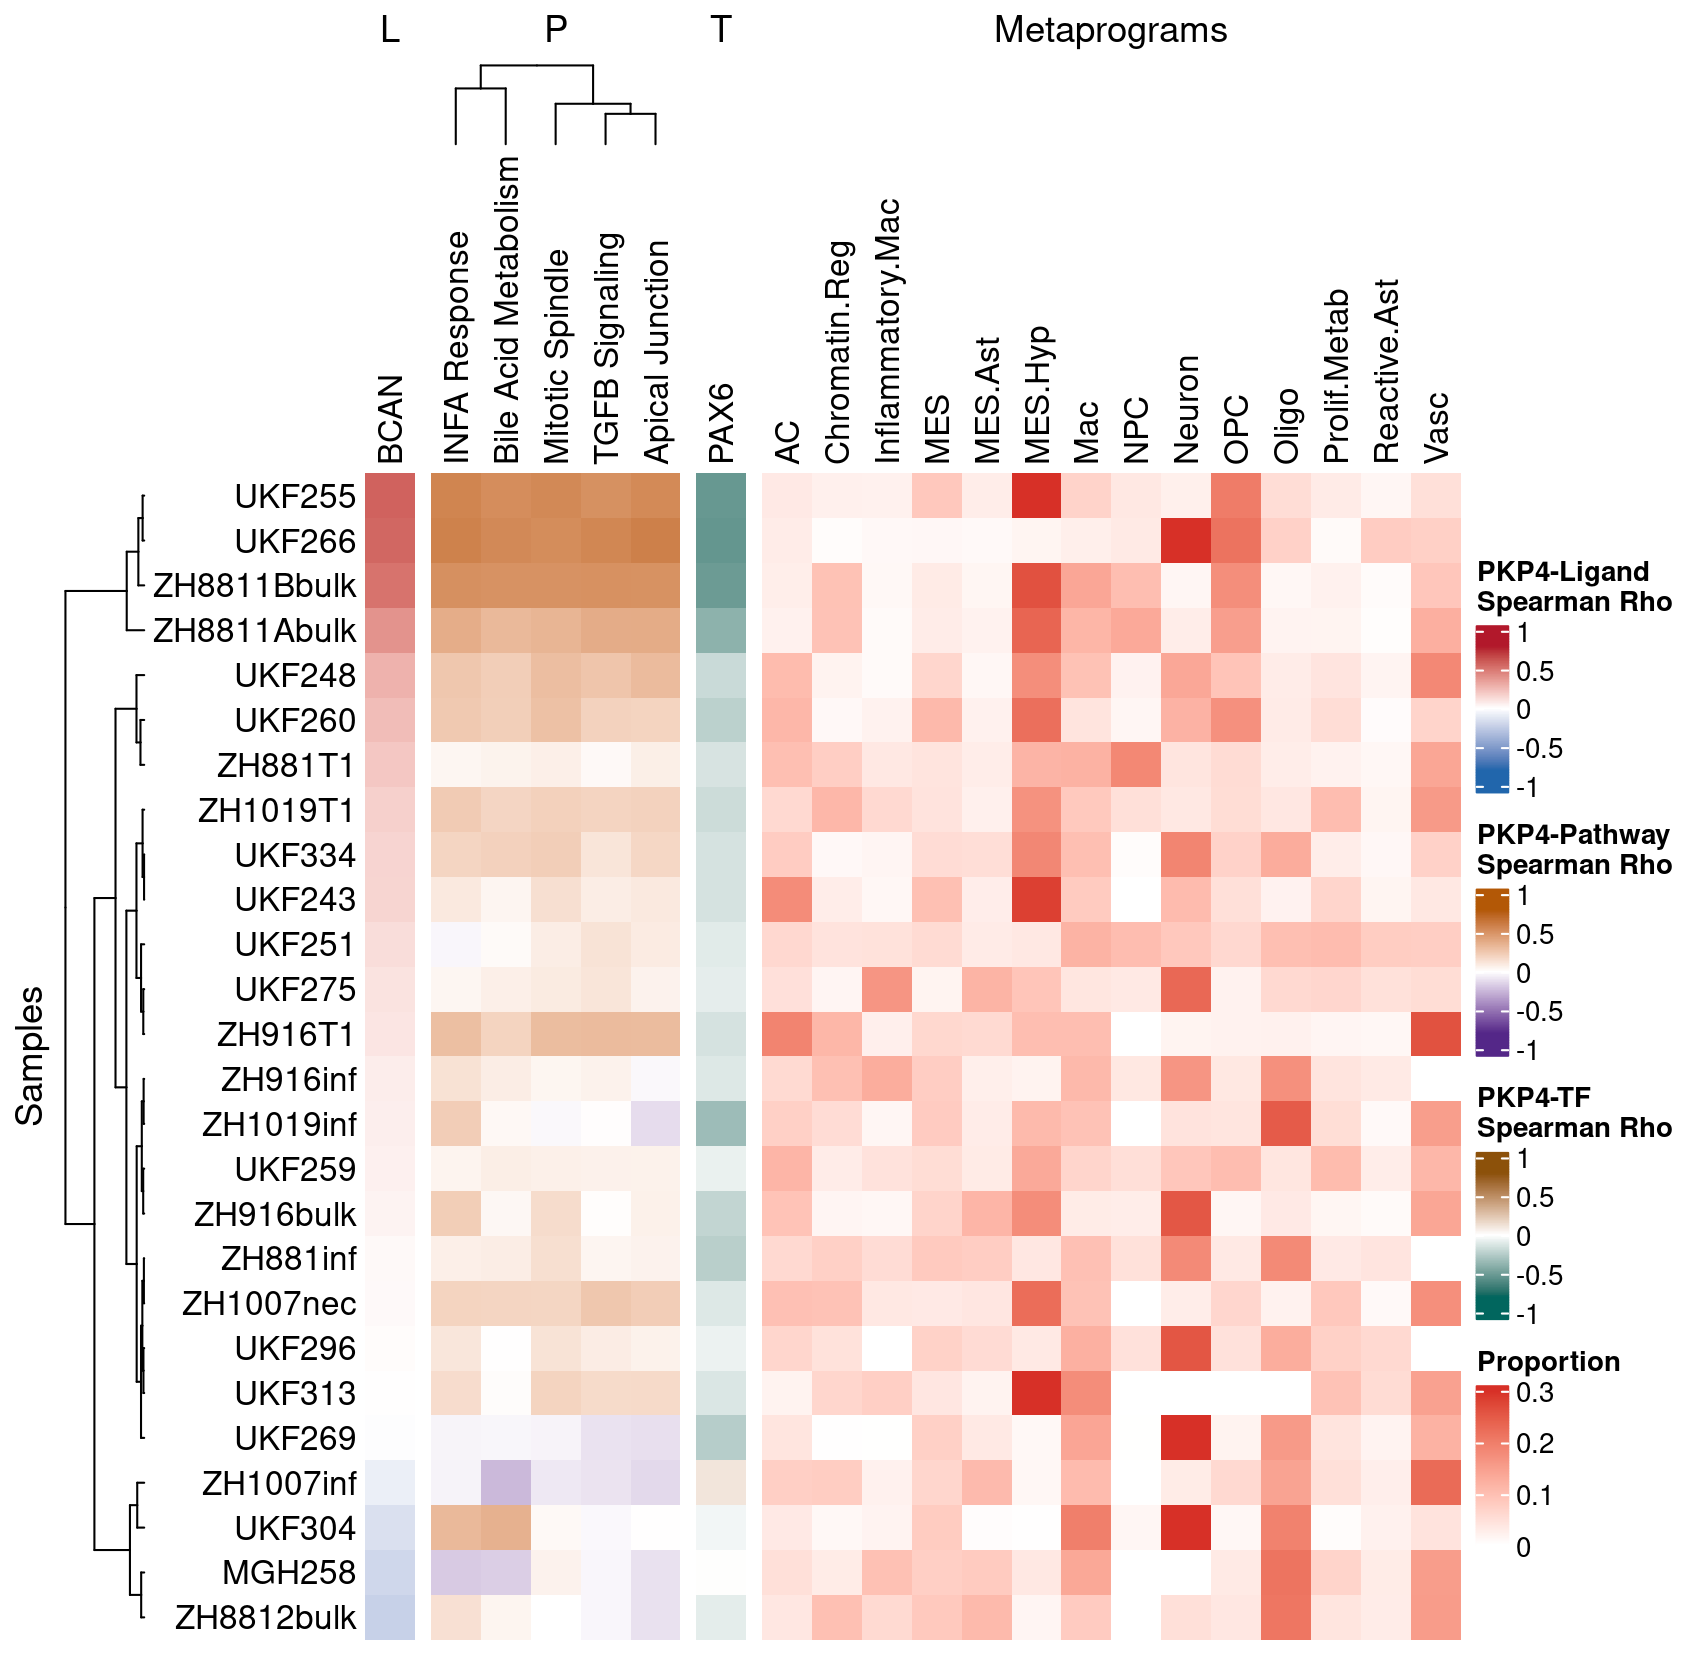 L P T Metaprograms
BCAN
INFA Response
Bile Acid Metabolism
Mitotic Spindle
TGFB Signaling
Apical Junction
PAX6
AC
Chromatin.Reg
Inflammatory.Mac
MES
MES.Ast
MES.Hyp
Mac
NPC
Neuron
OPC
Oligo
Prolif.Metab
Reactive.Ast
Vasc
Samples
UKF255
UKF266
ZH8811Bbulk
ZH8811Abulk
UKF248
UKF260
ZH881T1
ZH1019T1
UKF334
UKF243
UKF251
UKF275
ZH916T1
ZH916inf
ZH1019inf
UKF259
ZH916bulk
ZH881inf
ZH1007nec
UKF296
UKF313
UKF269
ZH1007inf
UKF304
MGH258
ZH8812bulk
PKP4-Ligand
Spearman Rho
1
0.5
0
-0.5
-1
PKP4-Pathway
Spearman Rho
1
0.5
0
-0.5
-1
PKP4-TF
Spearman Rho
1
0.5
0
-0.5
-1
Proportion
0.3
0.2
0.1
0